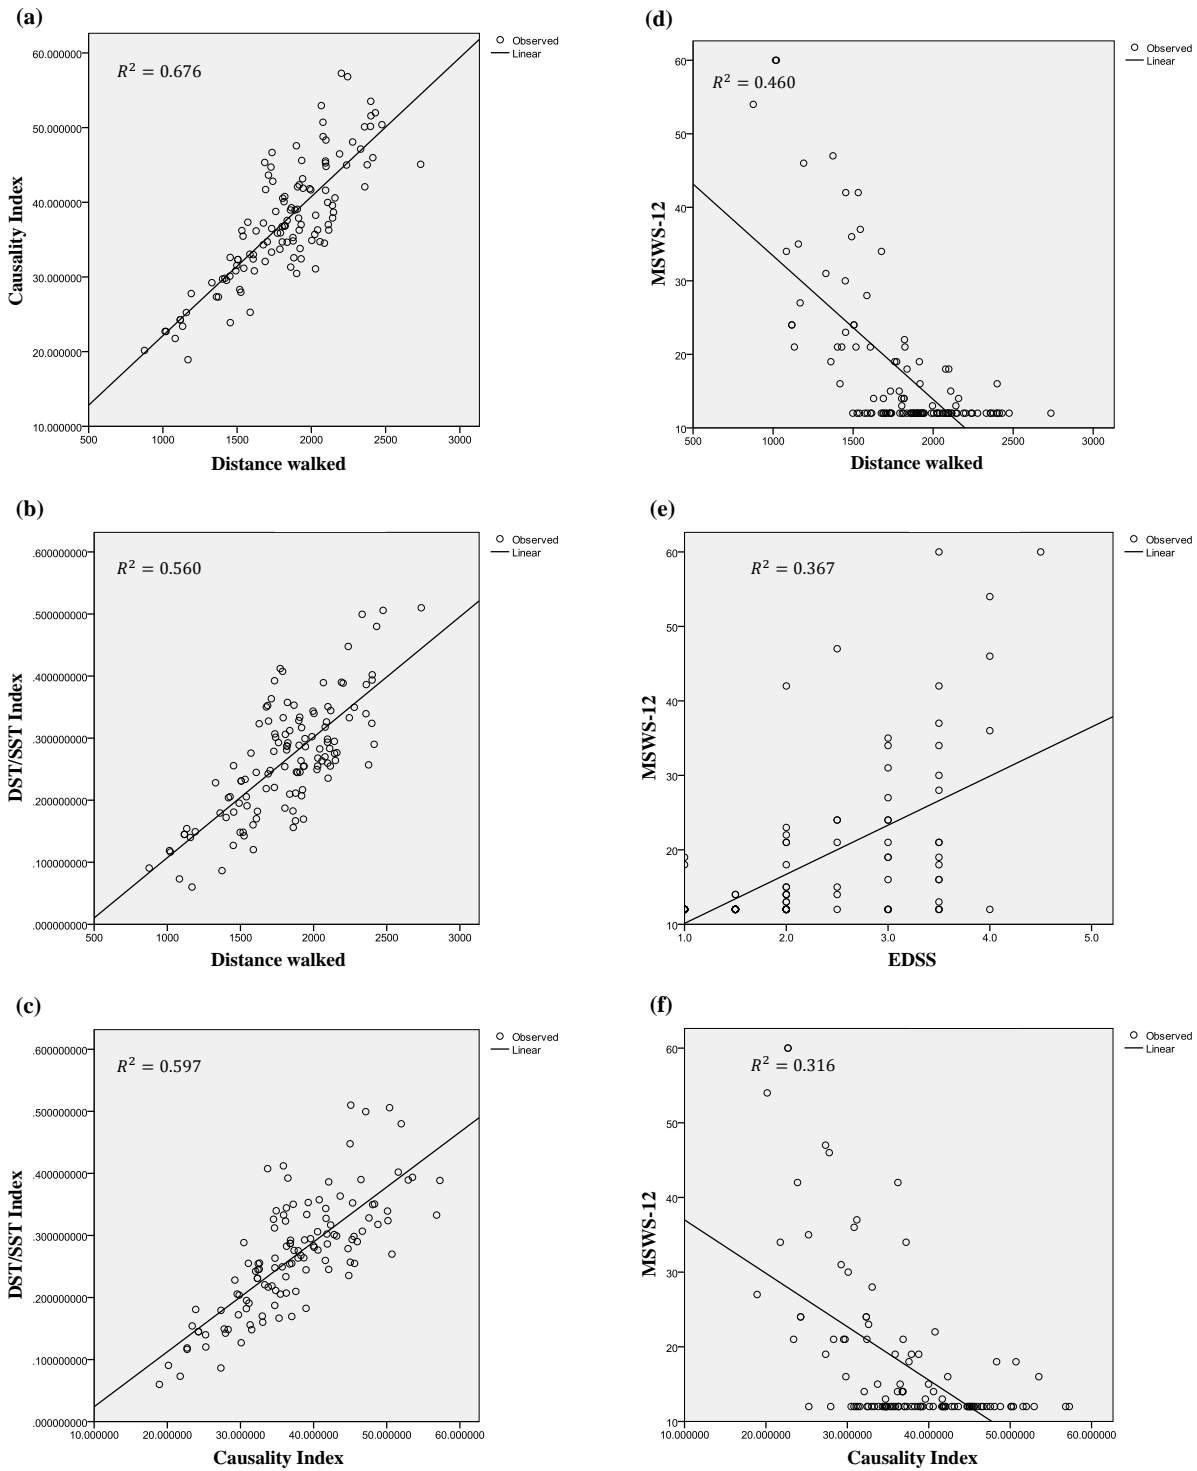 (a)
Observed
Linear
R² = 0.676
60.000000
50.000000
40.000000
30.000000
20.000000
10.000000
Causality Index
500 1000 1500 2000 2500 3000
Distance walked
(d)
Observed
Linear
R² = 0.460
60
50
40
30
20
10
MSWS-12
500 1000 1500 2000 2500 3000
Distance walked
(b)
Observed
Linear
R² = 0.560
.600000000
.500000000
.400000000
.300000000
.200000000
.100000000
.000000000
DST/SST Index
500 1000 1500 2000 2500 3000
Distance walked
(e)
Observed
Linear
R² = 0.367
60
50
40
30
20
10
MSWS-12
1.0 2.0 3.0 4.0 5.0
EDSS
(c)
Observed
Linear
R² = 0.597
.600000000
.500000000
.400000000
.300000000
.200000000
.100000000
.000000000
DST/SST Index
10.000000 20.000000 30.000000 40.000000 50.000000 60.000000
Causality Index
(f)
Observed
Linear
R² = 0.316
60
50
40
30
20
10
MSWS-12
10.000000 20.000000 30.000000 40.000000 50.000000 60.000000
Causality Index